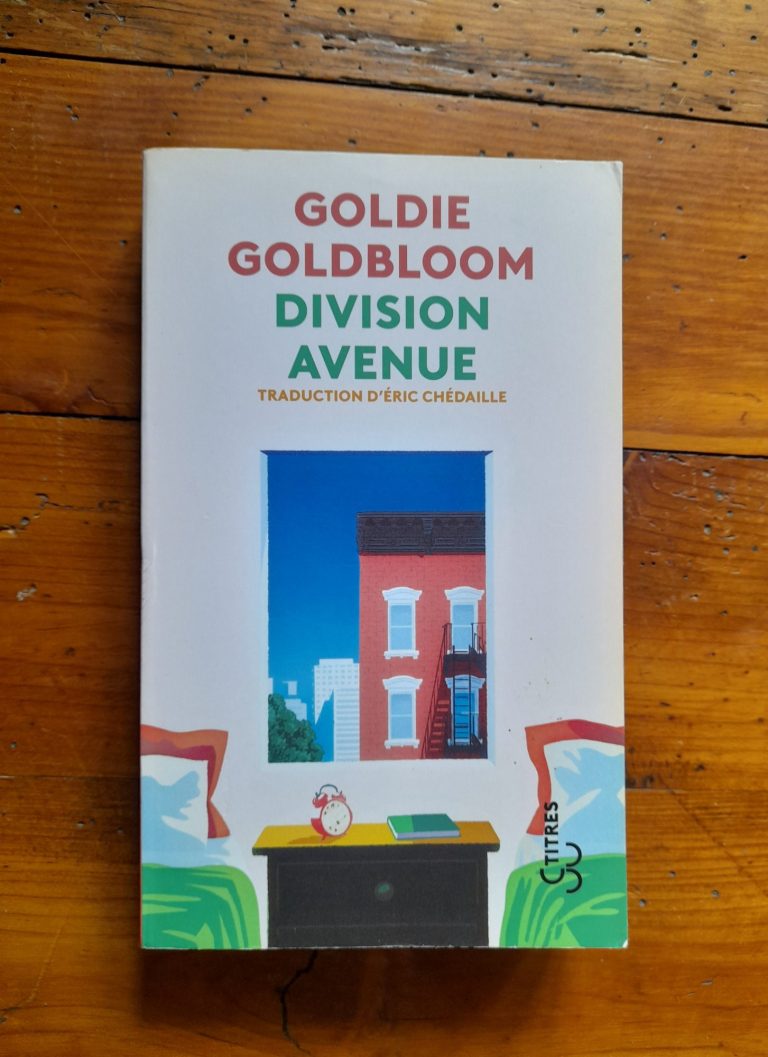 GOLDIE
GOLDBLOOM
DIVISION
AVENUE
TRADUCTION D'ÉRIC CHÉDAILLE
TITRES